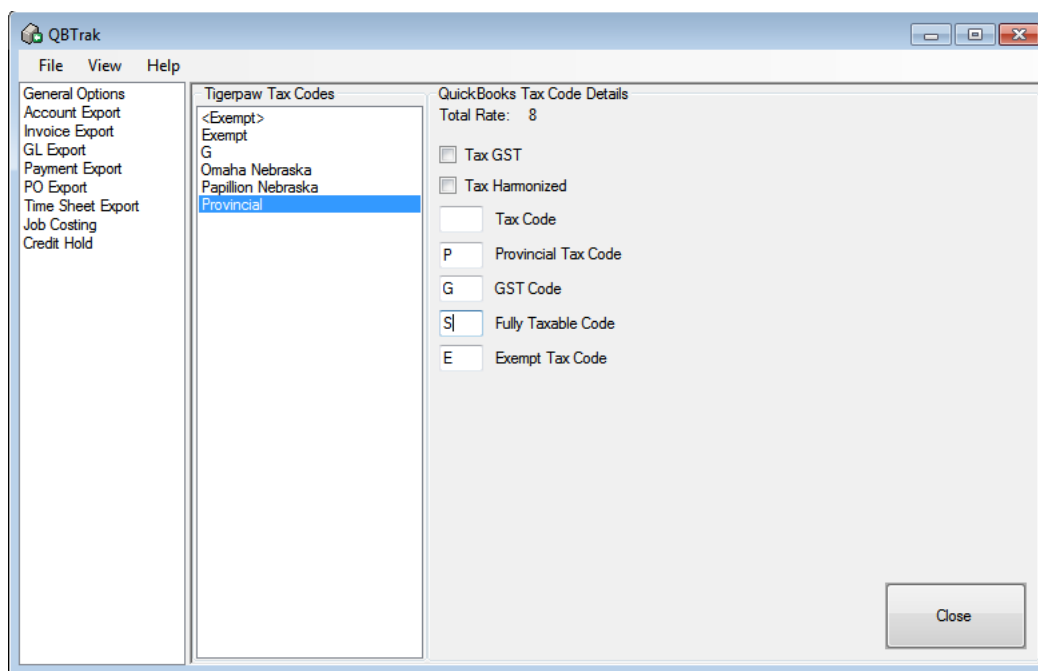 QBTrak
File View Help
General Options
Account Export
Invoice Export
GL Export
Payment Export
PO Export
Time Sheet Export
Job Costing
Credit Hold
Tigerpaw Tax Codes
<Exempt>
Exempt
G
Omaha Nebraska
Papillion Nebraska
Provincial
QuickBooks Tax Code Details
Total Rate: 8
Tax GST
Tax Harmonized
Tax Code
P Provincial Tax Code
G GST Code
S Fully Taxable Code
E Exempt Tax Code
Close